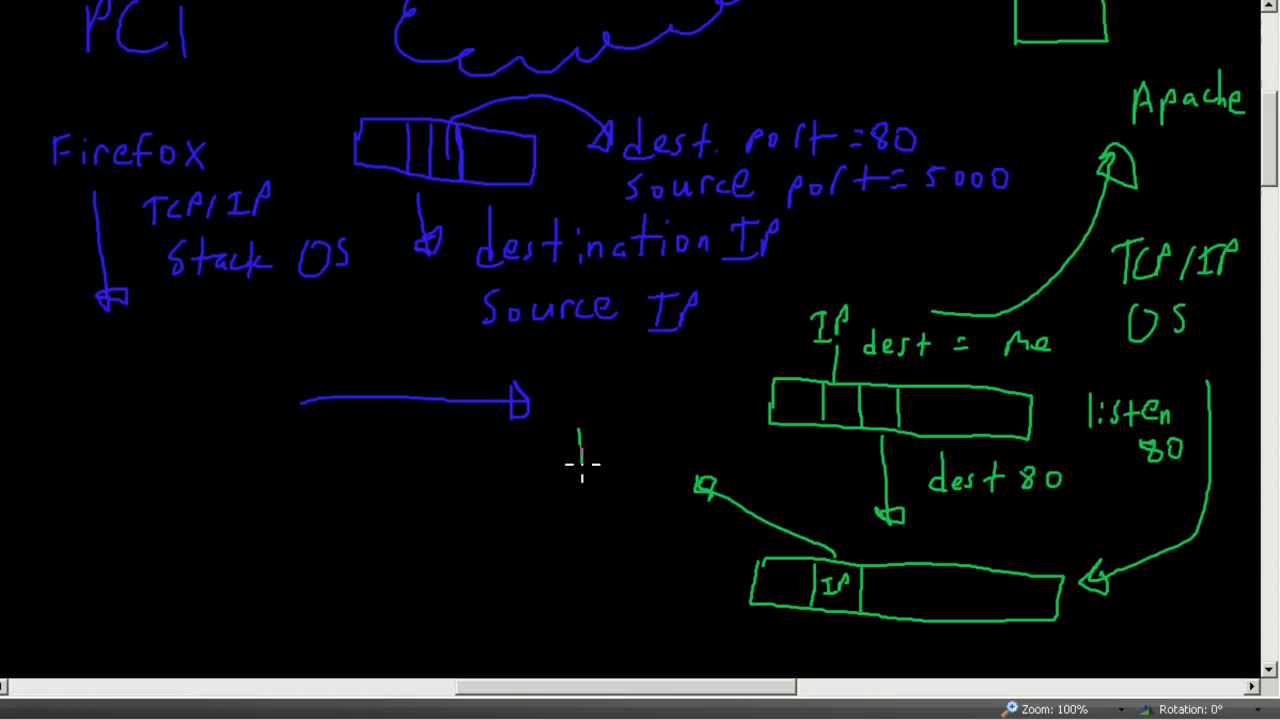 PC1
Apache
Firefox
dest. port = 80
source port = 5000
TCP/IP
Stack OS
destination IP
Source IP
TCP/IP
OS
IP
dest = me
listen
80
dest 80
IP
Zoom: 100%
Rotation: 0°